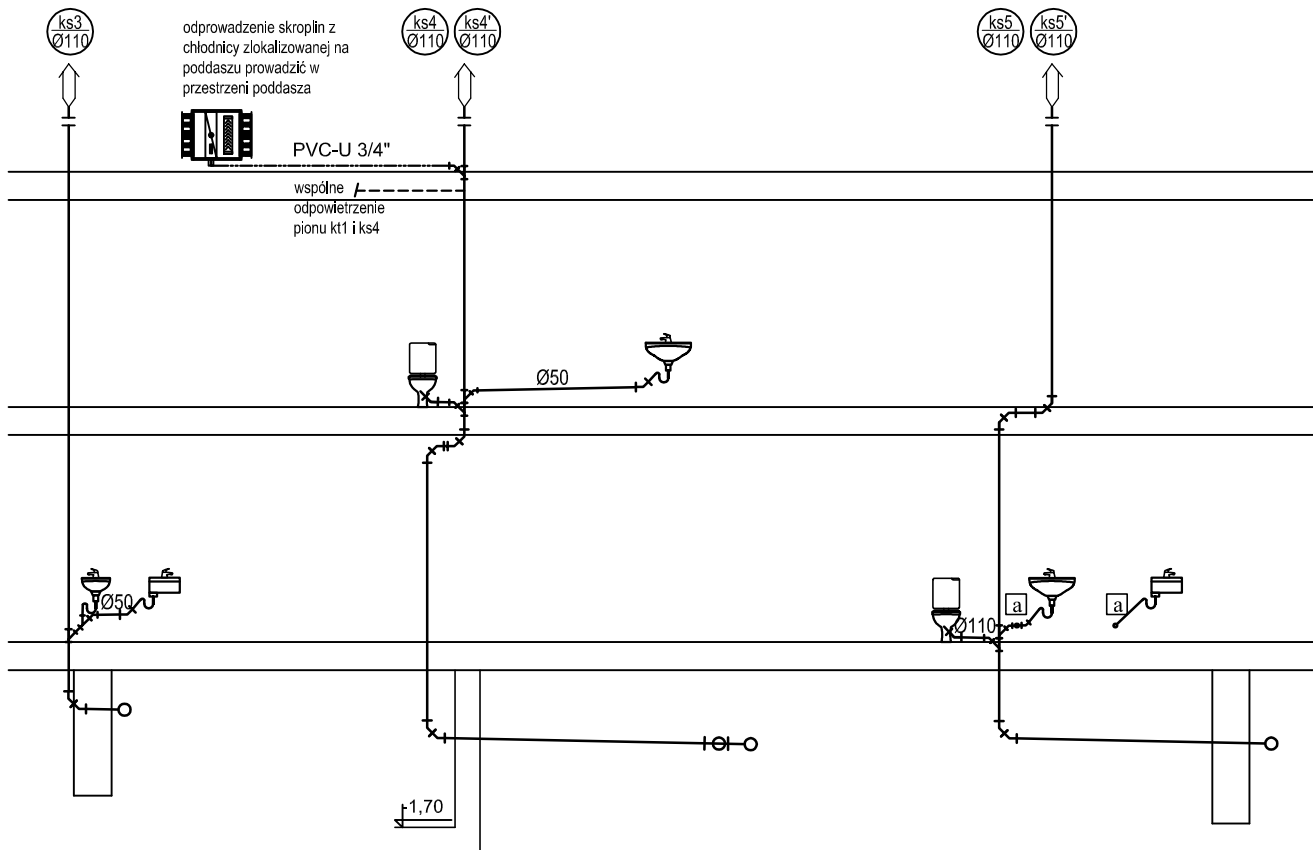 ks3
Ø110
odprowadzenie skroplin z
chłodnicy zlokalizowanej na
poddaszu prowadzić w
przestrzeni poddasza
ks4
Ø110
ks4'
Ø110
ks5
Ø110
ks5'
Ø110
PVC-U 3/4"
wspólne
odpowietrzenie
pionu kt1 i ks4
Ø50
Ø50
a
a
Ø110
-1,70